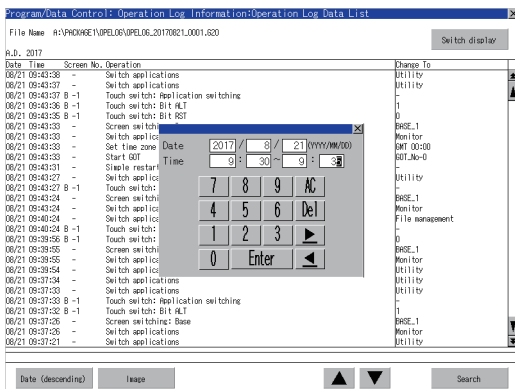 Program/Data Control: Operation Log Information:Operation Log Data List
File Name A:\PACKAGE1\OPELOG\OPELOG_20170821_0001.G2O
Switch display
A.D. 2017
Date Time Screen No. Operation Change To
08/21 09:43:38 - Switch applications Utility
08/21 09:43:37 - Switch applications Utility
08/21 09:43:37 B -1 Touch switch: Application switching -
08/21 09:43:36 B -1 Touch switch: Bit ALT 1
08/21 09:43:35 B -1 Touch switch: Bit RST 0
08/21 09:43:33 - Screen switchi BASE_1
08/21 09:43:33 - Switch applica Monitor
08/21 09:43:33 - Set time zone GMT 00:00
08/21 09:43:33 - Start GOT GOT_No-0
08/21 09:43:31 - Simple restart -
08/21 09:43:27 - Switch applica Utility
08/21 09:43:27 B -1 Touch switch: -
08/21 09:43:24 - Screen switchi BASE_1
08/21 09:43:24 - Switch applica Monitor
08/21 09:40:24 - Switch applica File management
08/21 09:40:24 B -1 Touch switch: -
08/21 09:39:56 B -1 Touch switch: 0
08/21 09:39:55 - Screen switchi BASE_1
08/21 09:39:55 - Switch applica Monitor
08/21 09:39:54 - Switch applica Utility
08/21 09:37:34 - Switch applications Utility
08/21 09:37:33 - Switch applications Utility
08/21 09:37:33 B -1 Touch switch: Application switching -
08/21 09:37:32 B -1 Touch switch: Bit ALT 1
08/21 09:37:26 - Screen switching: Base BASE_1
08/21 09:37:26 - Switch applications Monitor
08/21 09:37:21 - Switch applications Utility
Date 2017 / 8 / 21 (YYYY/MM/DD)
Time 9 : 30 ~ 9 :
7 8 9 AC
4 5 6 Del
1 2 3
0 Enter
Date (descending) Image Search